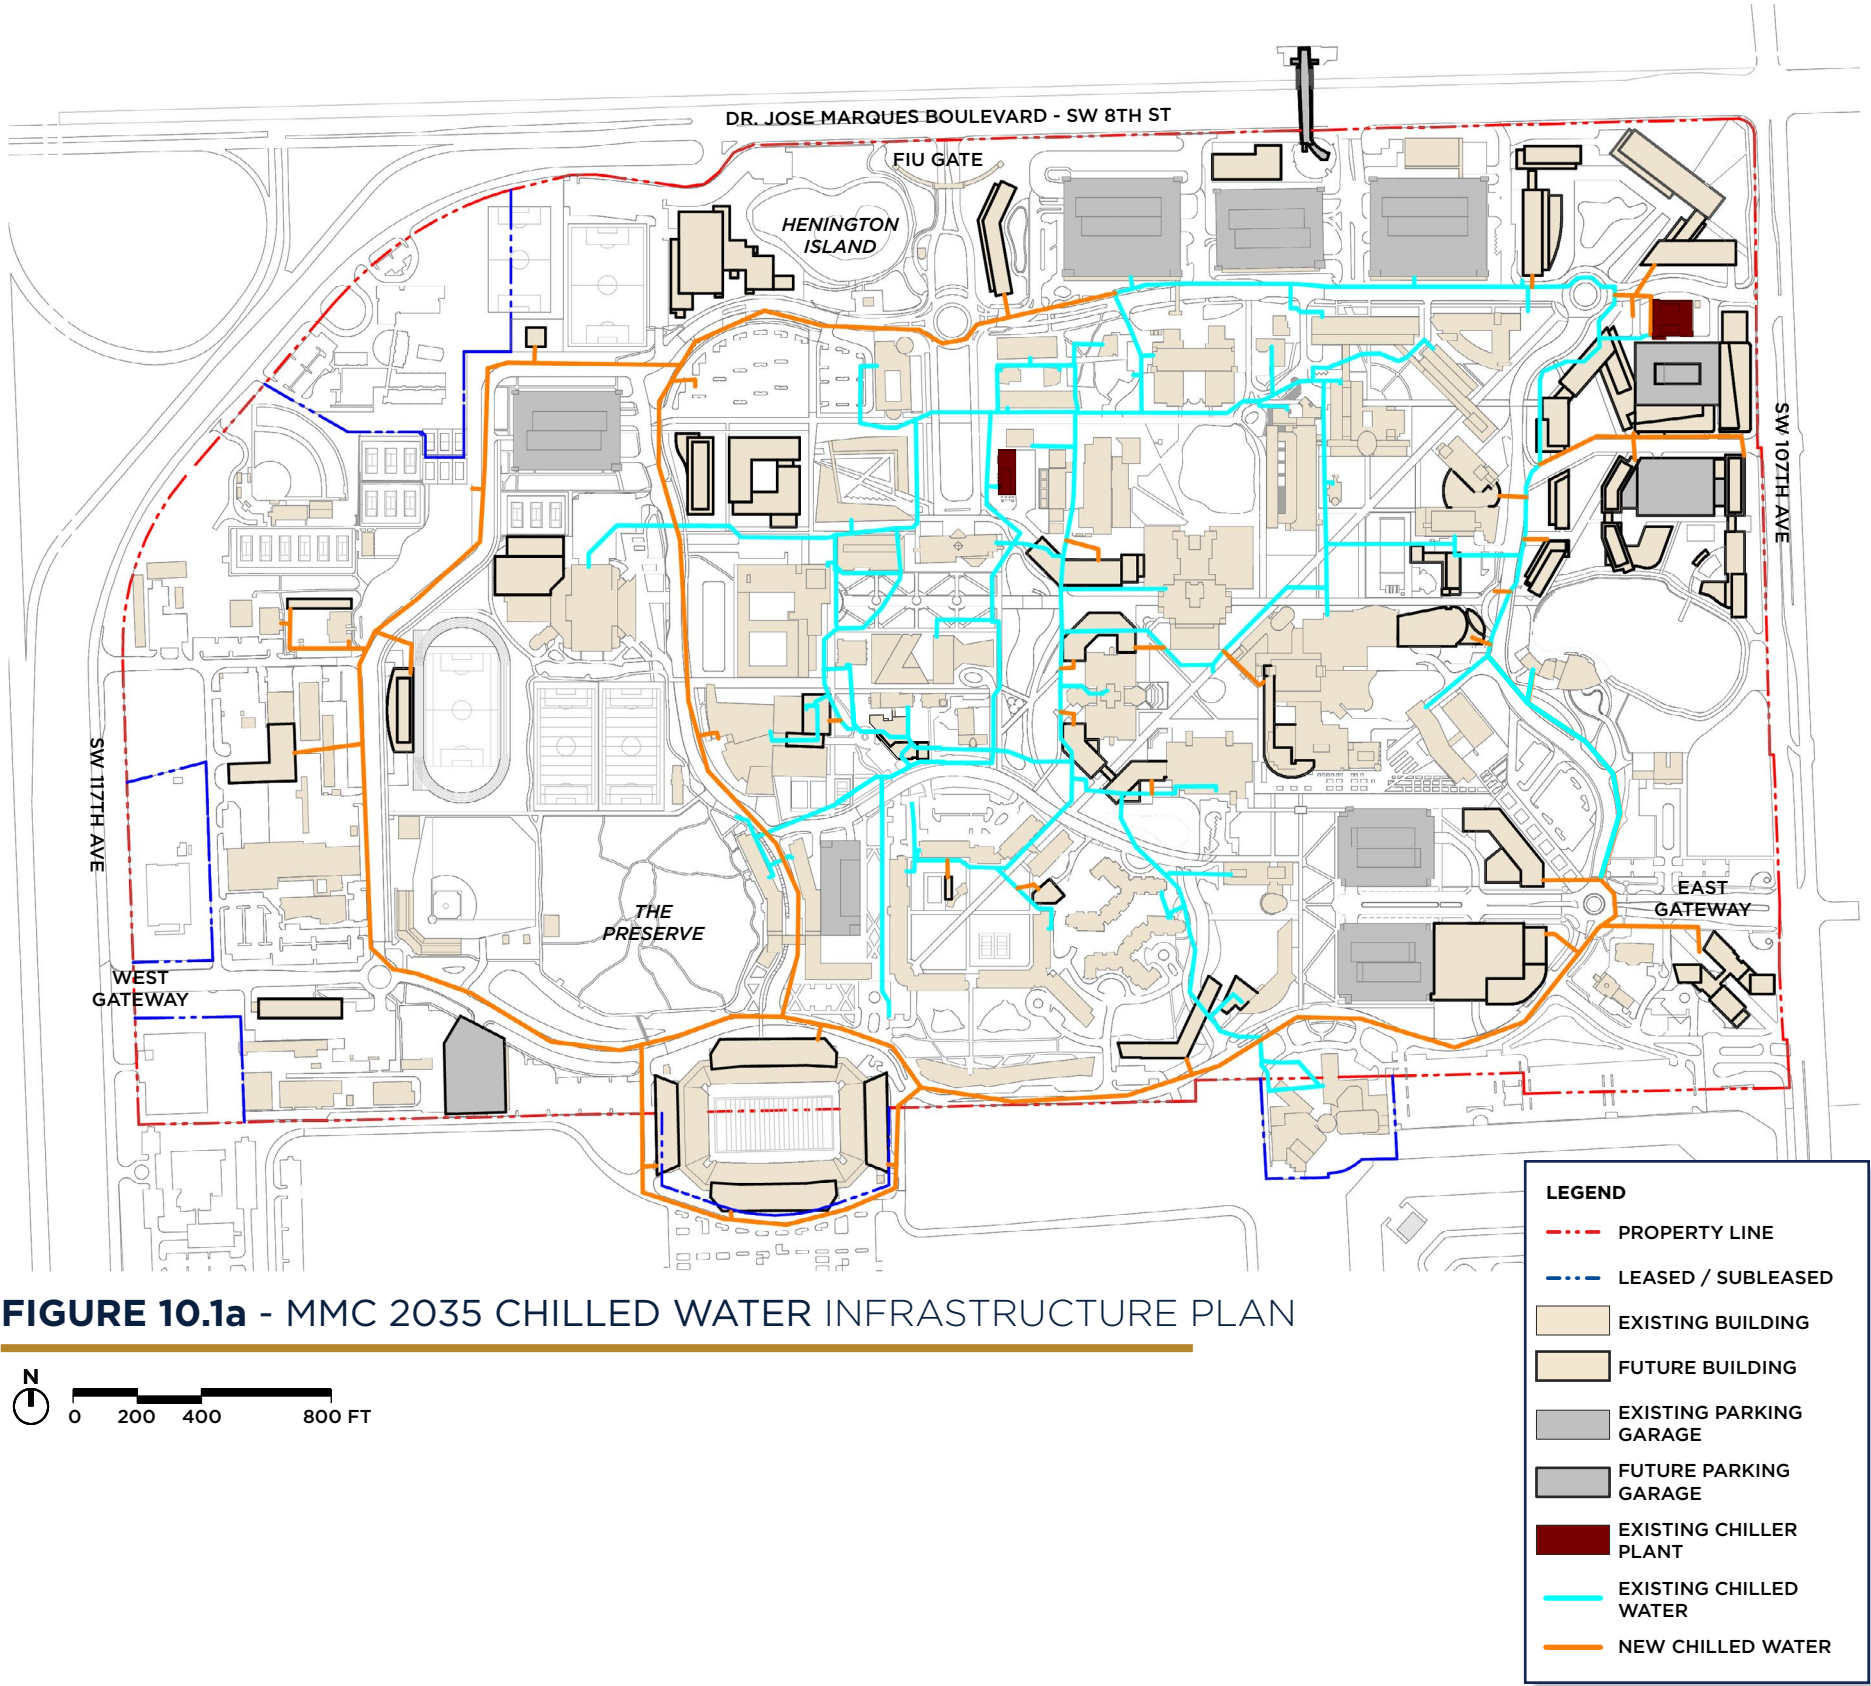 DR. JOSE MARQUES BOULEVARD - SW 8TH ST
FIU GATE
HENINGTON
ISLAND
SW 107TH AVE
SW 117TH AVE
THE
PRESERVE
EAST
GATEWAY
WEST
GATEWAY
LEGEND
PROPERTY LINE
LEASED / SUBLEASED
EXISTING BUILDING
FUTURE BUILDING
EXISTING PARKING
GARAGE
FUTURE PARKING
GARAGE
EXISTING CHILLER
PLANT
EXISTING CHILLED
WATER
NEW CHILLED WATER
FIGURE 10.1a - MMC 2035 CHILLED WATER INFRASTRUCTURE PLAN
N
0 200 400 800 FT